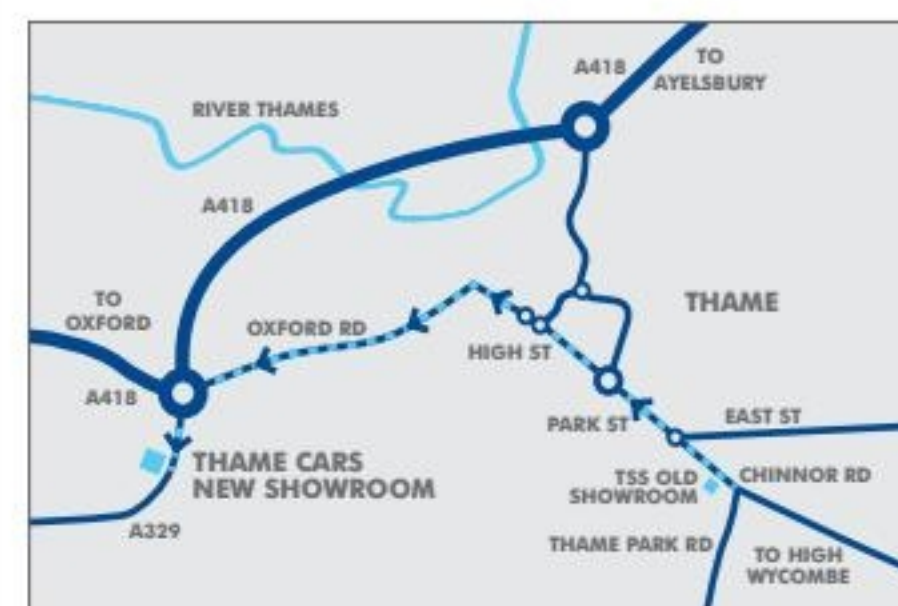 TO
AYELSBURY
A418
RIVER THAMES
A418
TO
OXFORD
OXFORD RD
THAME
HIGH ST
A418
PARK ST
EAST ST
THAME CARS
NEW SHOWROOM
TSS OLD
SHOWROOM
CHINNOR RD
A329
THAME PARK RD
TO HIGH
WYCOMBE